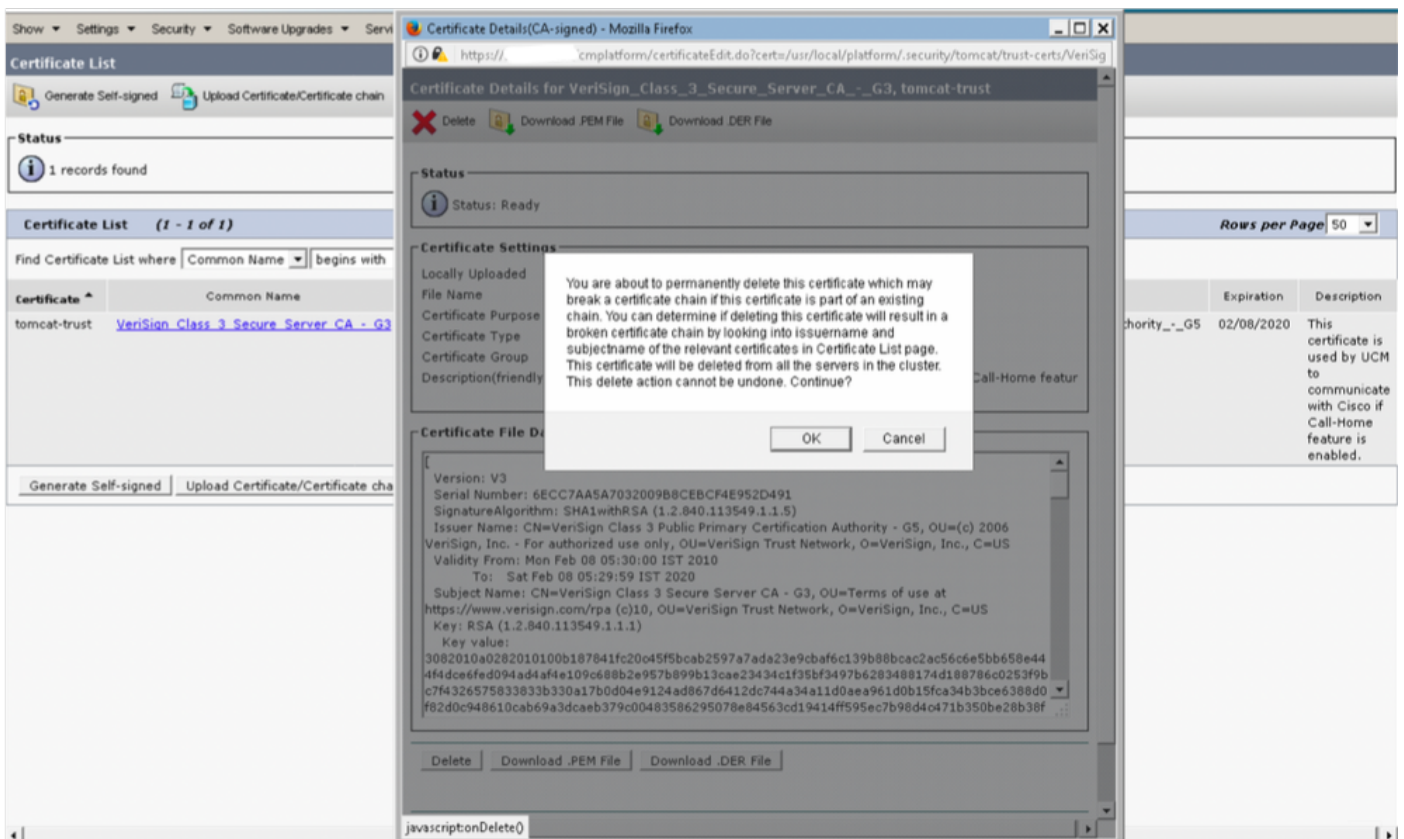 Show Settings Security Software Upgrades Servi
Certificate List
Generate Self-signed Upload Certificate/Certificate chain
Status
1 records found
Certificate List (1 - 1 of 1)
Rows per Page 50
Find Certificate List where Common Name begins with
Certificate Common Name
Expiration Description
tomcat-trust VeriSign Class 3 Secure Server CA - G3
hority_-_G5 02/08/2020 This
certificate is
used by UCM
to
communicate
with Cisco if
Call-Home
feature is
enabled.
Generate Self-signed Upload Certificate/Certificate cha
Certificate Details(CA-signed) - Mozilla Firefox
https:// cmplatform/certificateEdit.do?cert=/usr/local/platform/.security/tomcat/trust-certs/VeriSig
Certificate Details for VeriSign_Class_3_Secure_Server_CA_-_G3, tomcat-trust
Delete Download .PEM File Download .DER File
Status
Status: Ready
Certificate Settings
Locally Uploaded
File Name
Certificate Purpose
Certificate Type
Certificate Group
Description(friendly Call-Home featur
You are about to permanently delete this certificate which may
break a certificate chain if this certificate is part of an existing
chain. You can determine if deleting this certificate will result in a
broken certificate chain by looking into issuername and
subjectname of the relevant certificates in Certificate List page.
This certificate will be deleted from all the servers in the cluster.
This delete action cannot be undone. Continue?
OK Cancel
Certificate File Da
[
Version: V3
Serial Number: 6ECC7AA5A7032009B8CEBCF4E952D491
SignatureAlgorithm: SHA1withRSA (1.2.840.113549.1.1.5)
Issuer Name: CN=VeriSign Class 3 Public Primary Certification Authority - G5, OU=(c) 2006
VeriSign, Inc. - For authorized use only, OU=VeriSign Trust Network, O=VeriSign, Inc., C=US
Validity From: Mon Feb 08 05:30:00 IST 2010
To: Sat Feb 08 05:29:59 IST 2020
Subject Name: CN=VeriSign Class 3 Secure Server CA - G3, OU=Terms of use at
https://www.verisign.com/rpa (c)10, OU=VeriSign Trust Network, O=VeriSign, Inc., C=US
Key: RSA (1.2.840.113549.1.1.1)
Key value:
3082010a0282010100b187841fc20c45f5bcab2597a7ada23e9cbaf6c139b88bcac2ac56c6e5bb658e44
4f4dce6fed094ad4af4e109c688b2e957b899b13cae23434c1f35bf3497b6283488174d188786c0253f9b
c7f4326575833833b330a17b0d04e9124ad867d6412dc744a34a11d0aea961d0b15fca34b3bce6388d0
f82d0c948610cab69a3dcaeb379c00483586295078e84563cd19414ff595ec7b98d4c471b350be28b38f
Delete Download .PEM File Download .DER File
javascript:onDelete()